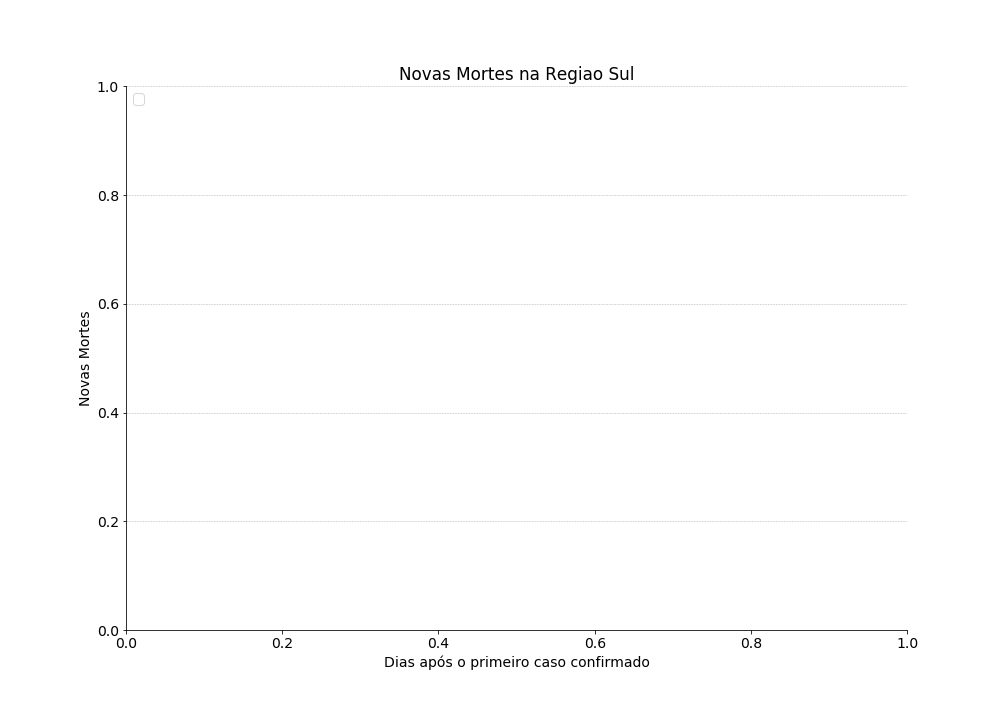 Novas Mortes na Regiao Sul
1.0
0.8
0.6
0.4
0.2
0.0
Novas Mortes
0.0 0.2 0.4 0.6 0.8 1.0
Dias após o primeiro caso confirmado